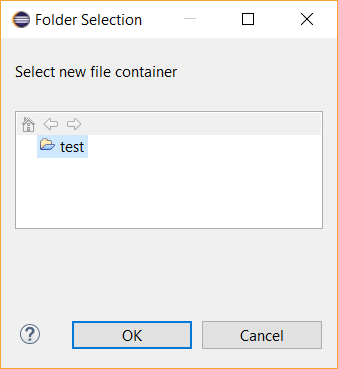 Folder Selection
Select new file container
test
?
OK
Cancel